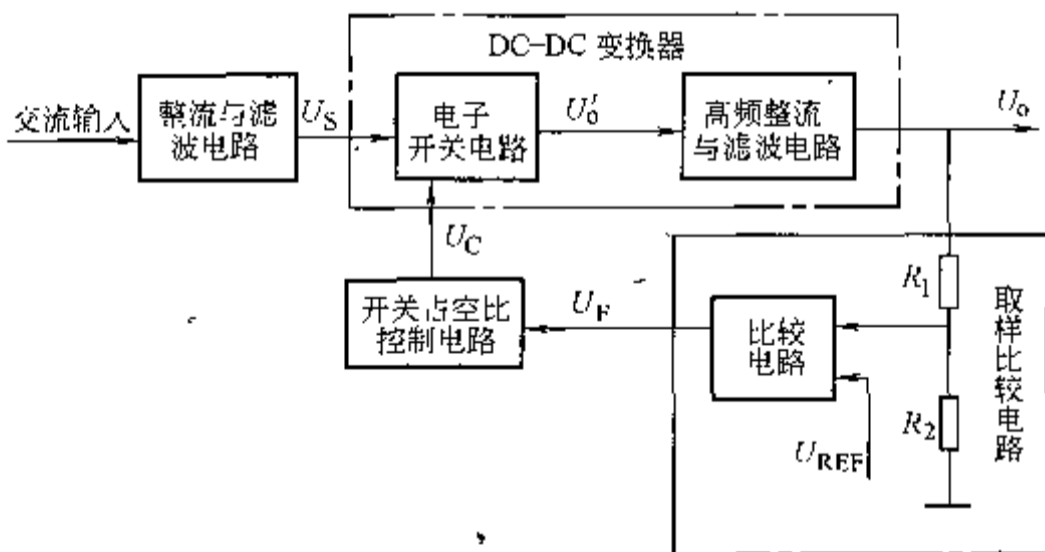 DC-DC 变换器
交流输入
整流与滤
波电路
U_S
电子
开关电路
U_o'
高频整流
与滤波电路
U_o
U_C
开关占空比
控制电路
U_F
比较
电路
U_REF
R_1
R_2
取样比较电路